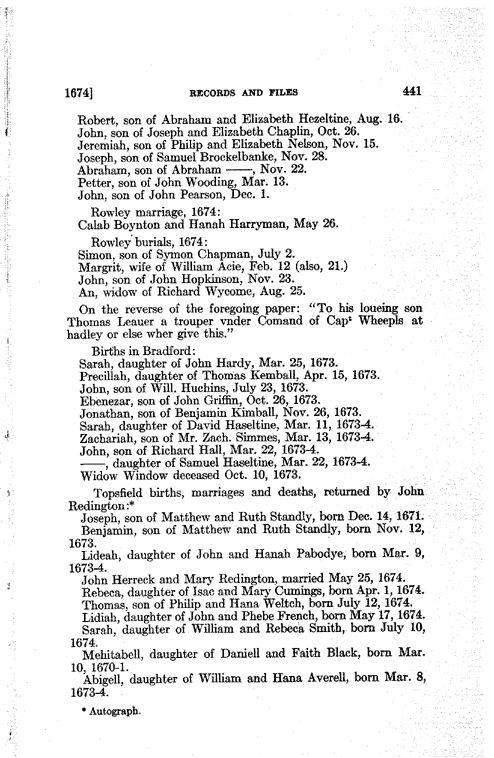 1674] RECORDS AND FILES 441
Robert, son of Abraham and Elizabeth Hezeltine, Aug. 16.
John, son of Joseph and Elizabeth Chaplin, Oct. 26.
Jeremiah, son of Philip and Elizabeth Nelson, Nov. 15.
Joseph, son of Samuel Brockelbanke, Nov. 28.
Abraham, son of Abraham ——, Nov. 22.
Petter, son of John Wooding, Mar. 13.
John, son of John Pearson, Dec. 1.
Rowley marriage, 1674:
Calab Boynton and Hanah Harryman, May 26.
Rowley burials, 1674:
Simon, son of Symon Chapman, July 2.
Margrit, wife of William Acie, Feb. 12 (also, 21.)
John, son of John Hopkinson, Nov. 23.
An, widow of Richard Wycome, Aug. 25.
On the reverse of the foregoing paper: "To his loueing son
Thomas Leauer a trouper vnder Comand of Capᵗ Wheepls at
hadley or else wher give this."
Births in Bradford:
Sarah, daughter of John Hardy, Mar. 25, 1673.
Precillah, daughter of Thomas Kemball, Apr. 15, 1673.
John, son of Will. Huchins, July 23, 1673.
Ebenezar, son of John Griffin, Oct. 26, 1673.
Jonathan, son of Benjamin Kimball, Nov. 26, 1673.
Sarah, daughter of David Haseltine, Mar. 11, 1673-4.
Zachariah, son of Mr. Zach. Simmes, Mar. 13, 1673-4.
John, son of Richard Hall, Mar. 22, 1673-4.
——, daughter of Samuel Haseltine, Mar. 22, 1673-4.
Widow Window deceased Oct. 10, 1673.
Topsfield births, marriages and deaths, returned by John
Redington:*
Joseph, son of Matthew and Ruth Standly, born Dec. 14, 1671.
Benjamin, son of Matthew and Ruth Standly, born Nov. 12,
1673.
Lideah, daughter of John and Hanah Pabodye, born Mar. 9,
1673-4.
John Herreck and Mary Redington, married May 25, 1674.
Rebeca, daughter of Isac and Mary Cumings, born Apr. 1, 1674.
Thomas, son of Philip and Hana Weltch, born July 12, 1674.
Lidiah, daughter of John and Phebe French, born May 17, 1674.
Sarah, daughter of William and Rebeca Smith, born July 10,
1674.
Mehitabell, daughter of Daniell and Faith Black, born Mar.
10, 1670-1.
Abigell, daughter of William and Hana Averell, born Mar. 8,
1673-4.
* Autograph.